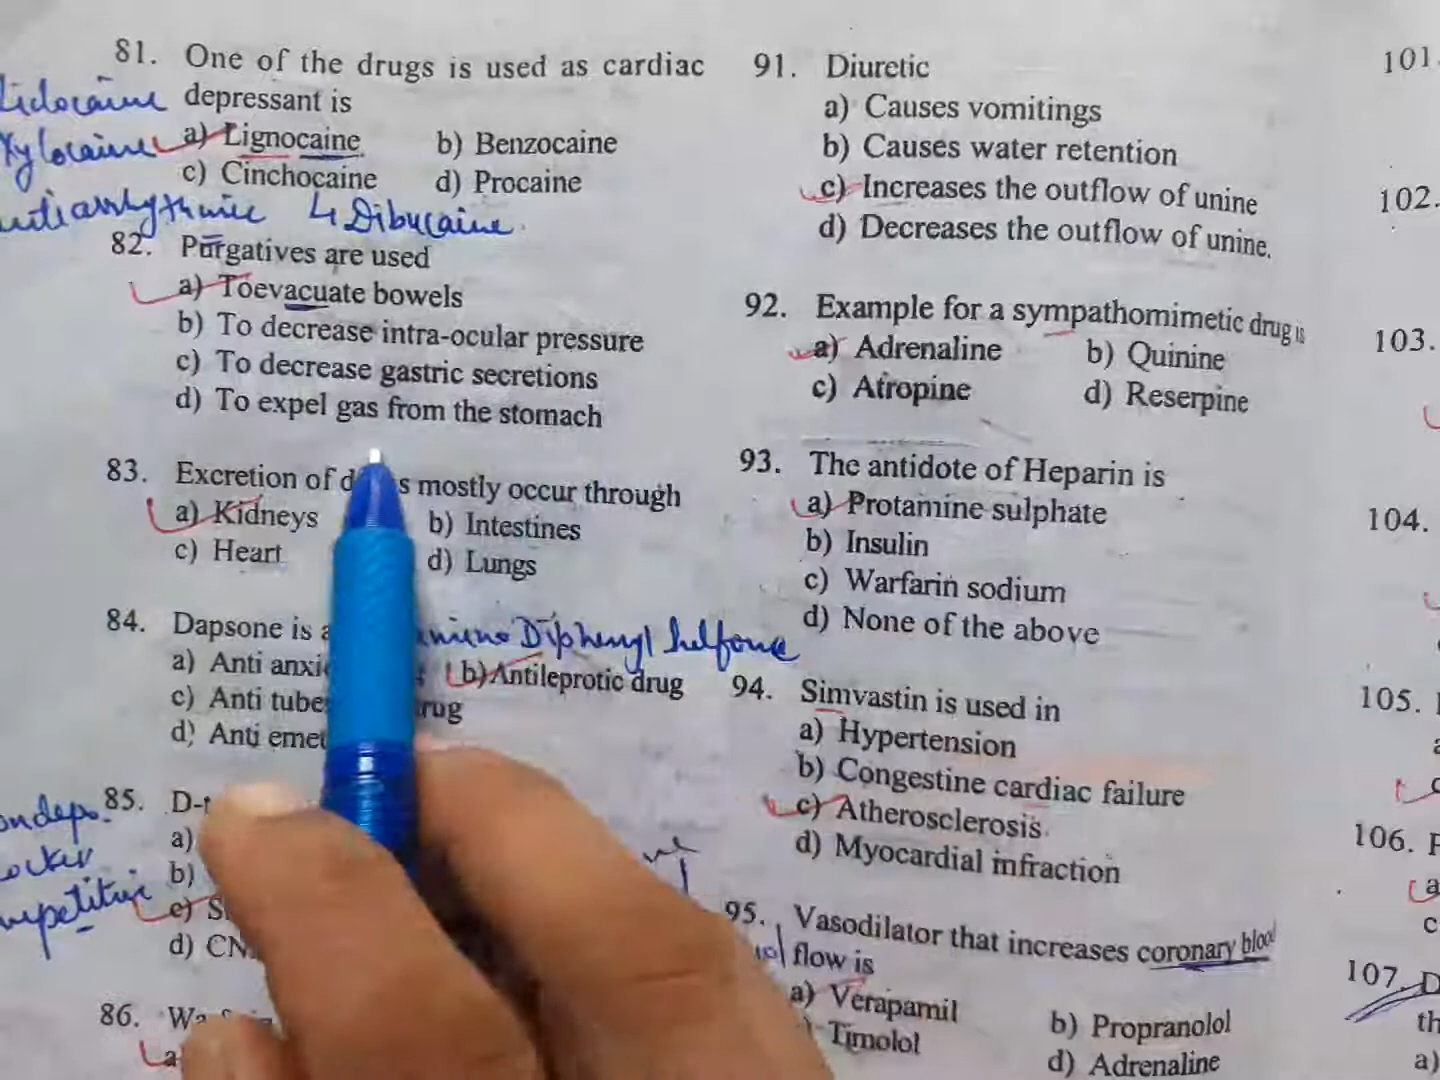 81. One of the drugs is used as cardiac
depressant is
Lidocaine
a) Lignocaine b) Benzocaine
Xylocaine
c) Cinchocaine d) Procaine
↳ Dibucaine
82. Purgatives are used
a) Toevacuate bowels
b) To decrease intra-ocular pressure
c) To decrease gastric secretions
d) To expel gas from the stomach
83. Excretion of d s mostly occur through
a) Kidneys b) Intestines
c) Heart d) Lungs
84. Dapsone is a
Diphenyl
a) Anti anxi b) Antileprotic drug
c) Anti tube rug
d) Anti emet
85. D-t
a)
b)
c) S
d) CN
86.
a
91. Diuretic
a) Causes vomitings
b) Causes water retention
c) Increases the outflow of unine
d) Decreases the outflow of unine.
92. Example for a sympathomimetic drug is
a) Adrenaline b) Quinine
c) Atropine d) Reserpine
93. The antidote of Heparin is
a) Protamine sulphate
b) Insulin
c) Warfarin sodium
d) None of the above
94. Simvastin is used in
a) Hypertension
b) Congestine cardiac failure
c) Atherosclerosis
d) Myocardial infraction
95. Vasodilator that increases coronary blood
flow is
a) Verapamil b) Propranolol
Timolol d) Adrenaline
101.
102.
103.
104.
105.
106.
a
c
107. D
th
a)